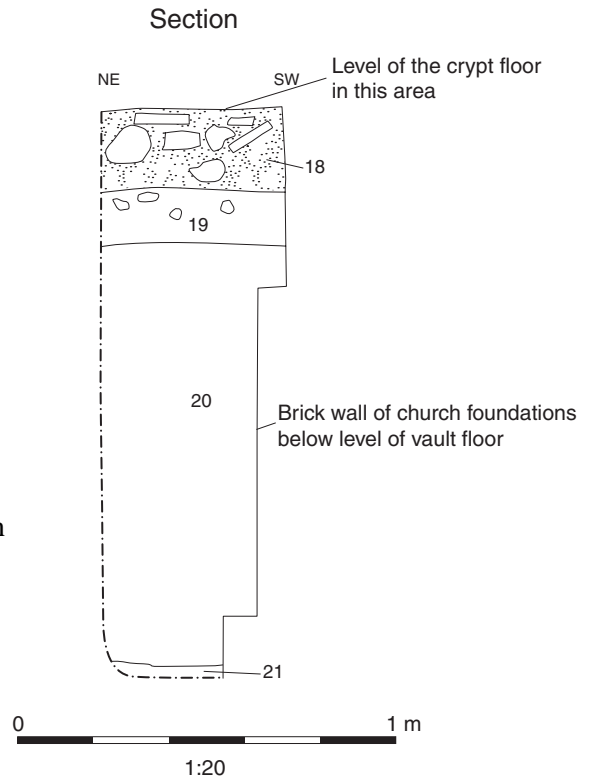 Section
NE
SW
Level of the crypt floor
in this area
18
19
20
Brick wall of church foundations
below level of vault floor
n
21
0
1 m
1:20